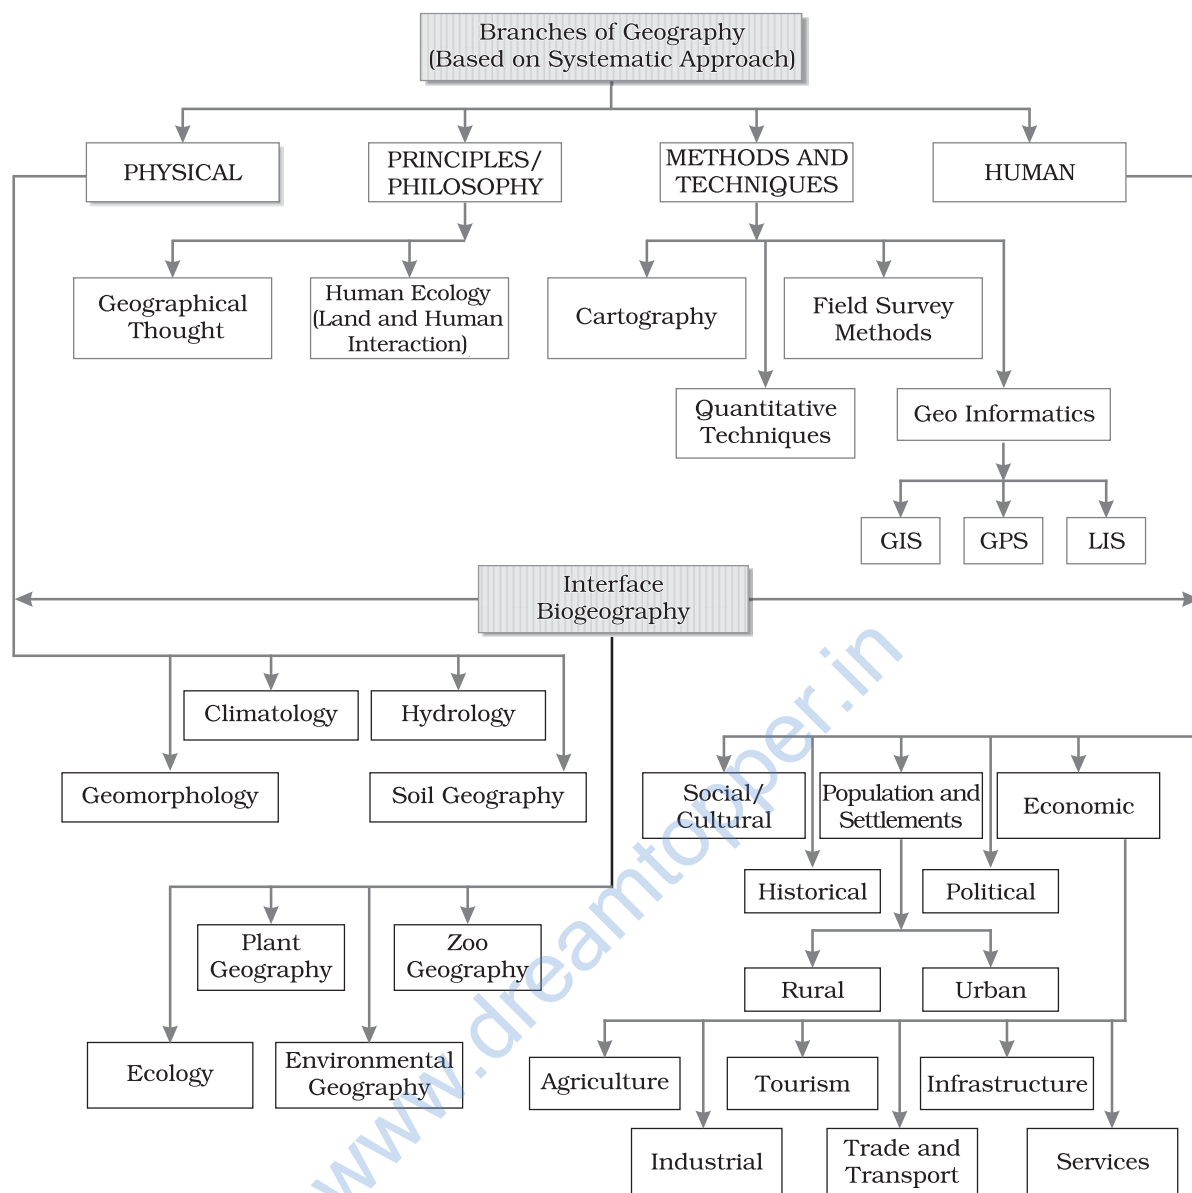 Branches of Geography
(Based on Systematic Approach)
PHYSICAL
PRINCIPLES/
PHILOSOPHY
METHODS AND
TECHNIQUES
HUMAN
Geographical
Thought
Human Ecology
(Land and Human
Interaction)
Cartography
Field Survey
Methods
Quantitative
Techniques
Geo Informatics
GIS
GPS
LIS
Interface
Biogeography
Climatology
Hydrology
Geomorphology
Soil Geography
Social/
Cultural
Population and
Settlements
Economic
Historical
Political
Plant
Geography
Zoo
Geography
Rural
Urban
Ecology
Environmental
Geography
Agriculture
Tourism
Infrastructure
Industrial
Trade and
Transport
Services
www.dreamtopper.in